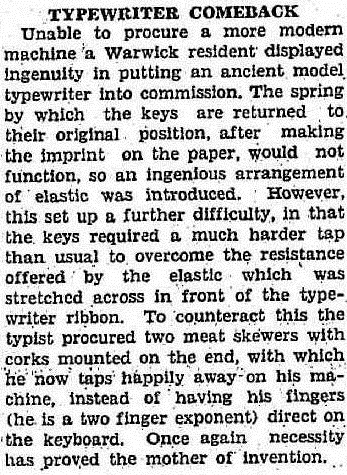 TYPEWRITER COMEBACK
Unable to procure a more modern
machine a Warwick resident displayed
ingenuity in putting an ancient model
typewriter into commission. The spring
by which the keys are returned to
their original position, after making
the imprint on the paper, would not
function, so an ingenious arrangement
of elastic was introduced. However,
this set up a further difficulty, in that
the keys required a much harder tap
than usual to overcome the resistance
offered by the elastic which was
stretched across in front of the type-
writer ribbon. To counteract this the
typist procured two meat skewers with
corks mounted on the end, with which
he now taps happily away on his ma-
chine, instead of having his fingers
(he is a two finger exponent) direct on
the keyboard. Once again necessity
has proved the mother of invention.